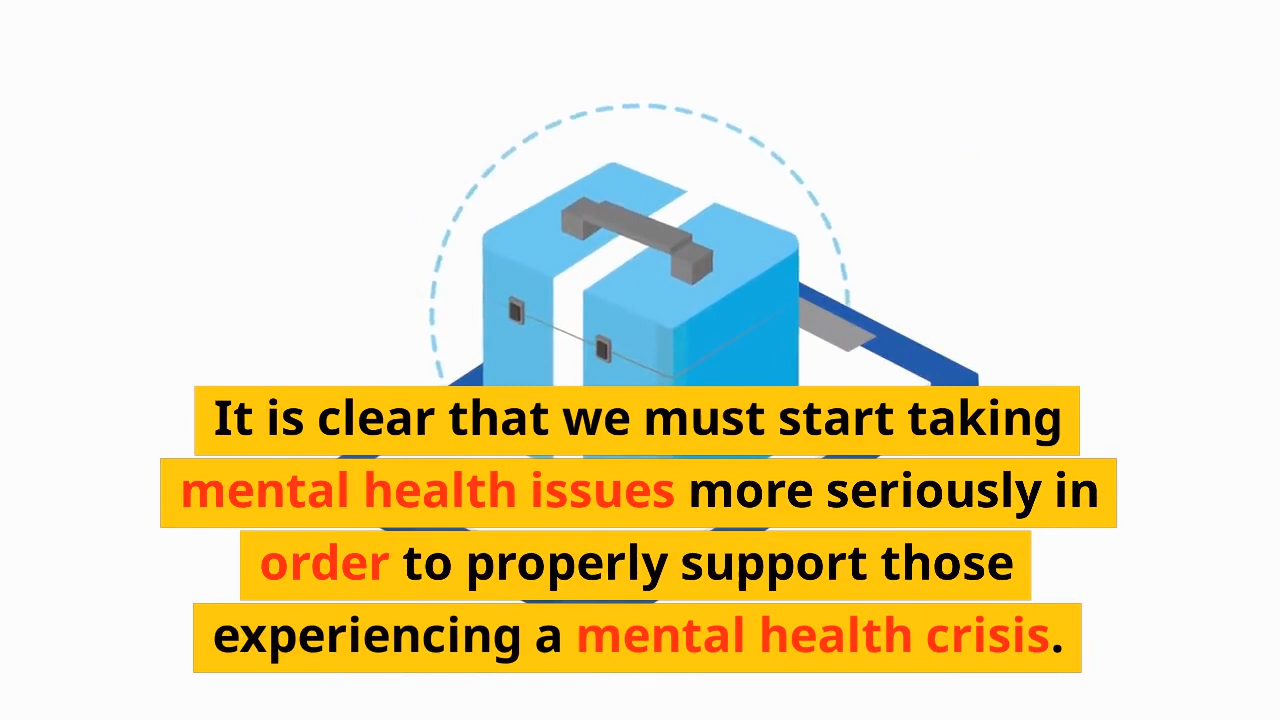 It is clear that we must start taking
mental health issues more seriously in
order to properly support those
experiencing a mental health crisis.